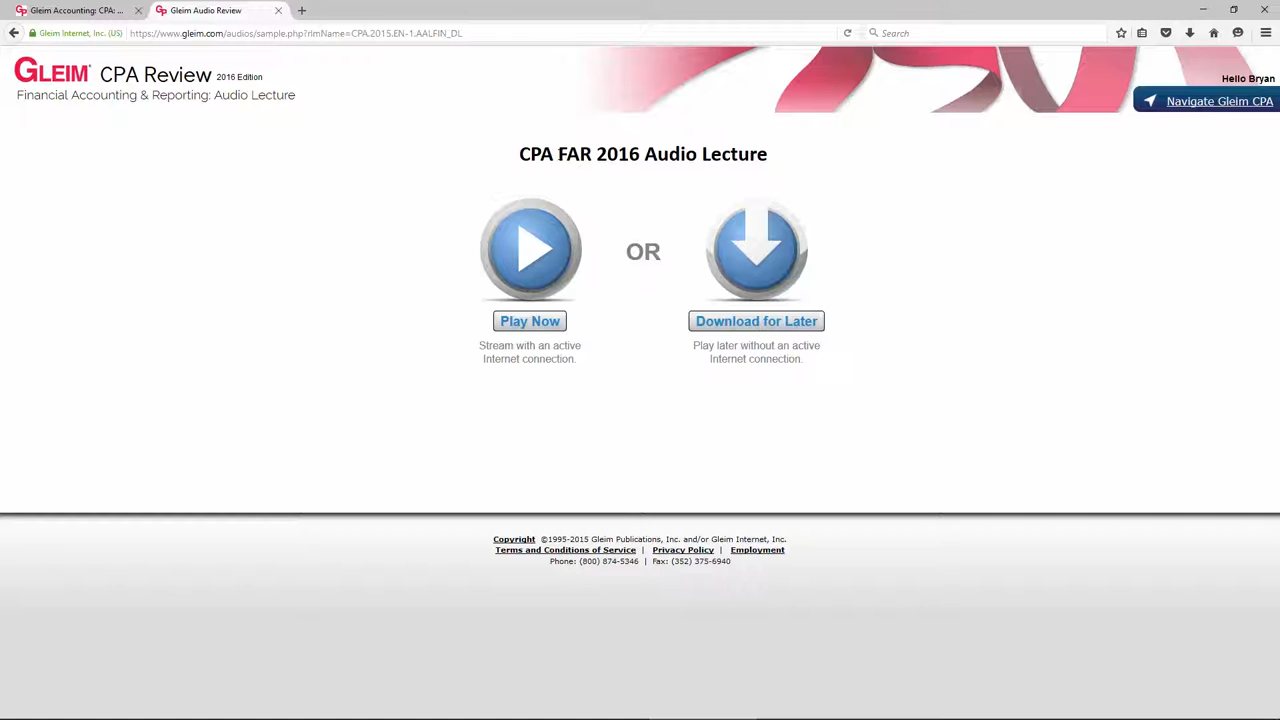 Gleim Accounting: CPA: ...
Gleim Audio Review
Gleim Internet, Inc. (US)
https://www.gleim.com/audios/sample.php?rlmName=CPA.2015.EN-1.AALFIN_DL
Search
GLEIM® CPA Review 2016 Edition
Financial Accounting & Reporting: Audio Lecture
Hello Bryan
Navigate Gleim CPA
CPA FAR 2016 Audio Lecture
OR
Play Now
Download for Later
Stream with an active
Internet connection.
Play later without an active
Internet connection.
Copyright ©1995-2015 Gleim Publications, Inc. and/or Gleim Internet, Inc.
Terms and Conditions of Service | Privacy Policy | Employment
Phone: (800) 874-5346 | Fax: (352) 375-6940